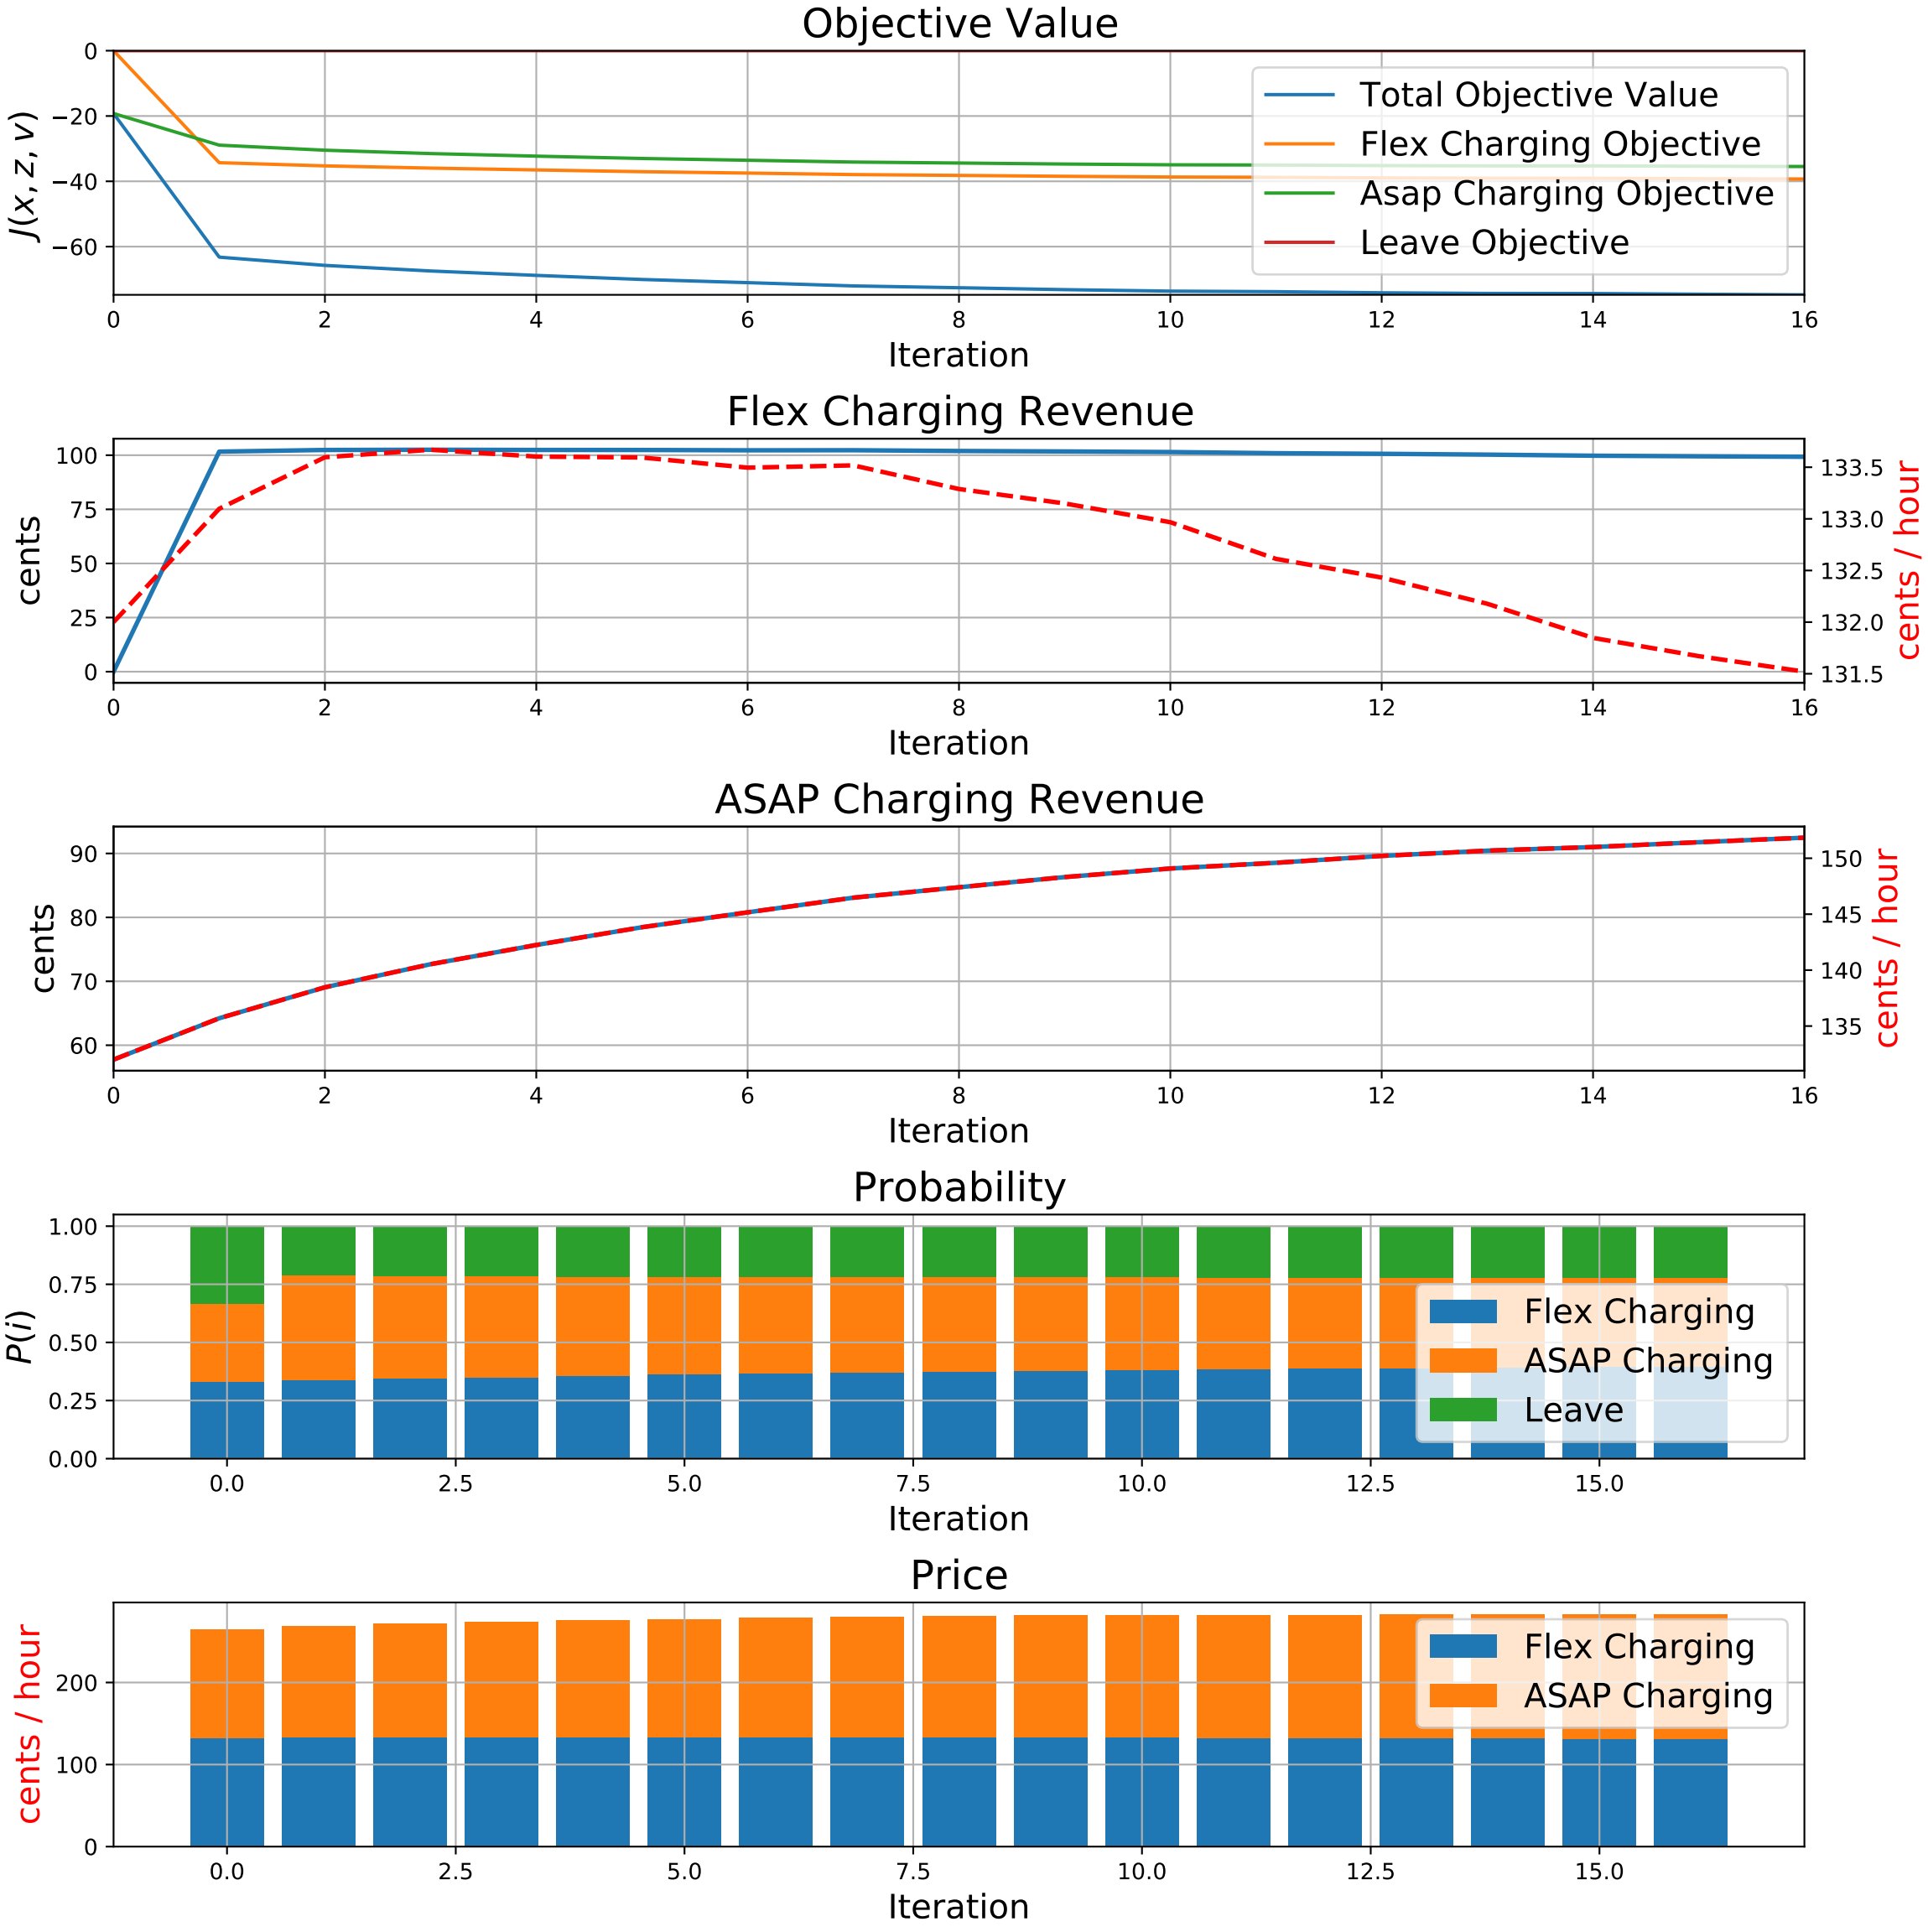 Objective Value
J(x, z, v)
0
−20
−40
−60
Total Objective Value
Flex Charging Objective
Asap Charging Objective
Leave Objective
0 2 4 6 8 10 12 14 16
Iteration
Flex Charging Revenue
cents
100
75
50
25
0
133.5
133.0
132.5
132.0
131.5
cents / hour
0 2 4 6 8 10 12 14 16
Iteration
ASAP Charging Revenue
cents
90
80
70
60
150
145
140
135
cents / hour
0 2 4 6 8 10 12 14 16
Iteration
Probability
P(i)
1.00
0.75
0.50
0.25
0.00
Flex Charging
ASAP Charging
Leave
0.0 2.5 5.0 7.5 10.0 12.5 15.0
Iteration
Price
cents / hour
200
100
0
Flex Charging
ASAP Charging
0.0 2.5 5.0 7.5 10.0 12.5 15.0
Iteration